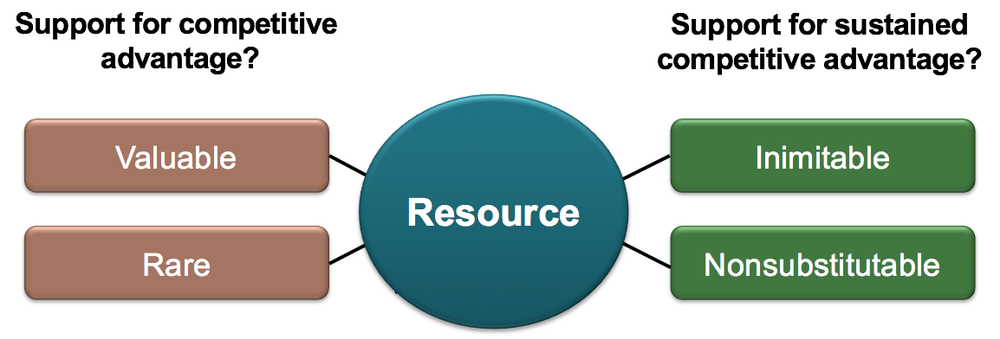 Support for competitive
advantage?
Valuable
Rare
Resource
Support for sustained
competitive advantage?
Inimitable
Nonsubstitutable